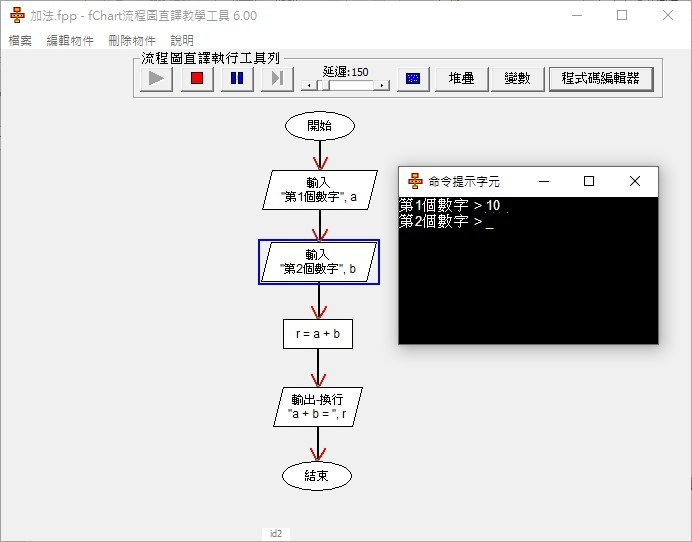 加法.fpp - fChart流程圖直譯教學工具 6.00
檔案 編輯物件 刪除物件 說明
流程圖直譯執行工具列
延遲:150
堆疊 變數 程式碼編輯器
開始
輸入
"第1個數字", a
輸入
"第2個數字", b
r = a + b
輸出-換行
"a + b = ", r
結束
命令提示字元
第1個數字 > 10
第2個數字 > _
id2